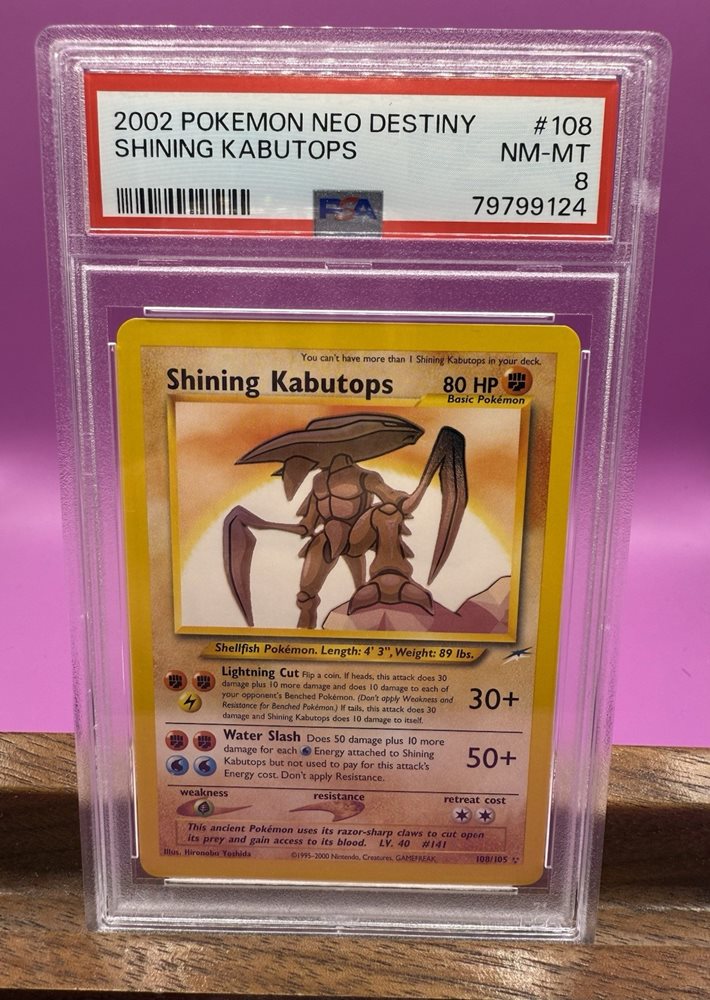 2002 POKEMON NEO DESTINY #108
SHINING KABUTOPS NM-MT
8
PSA 79799124
You can't have more than 1 Shining Kabutops in your deck.
Shining Kabutops 80 HP
Basic Pokémon
Shellfish Pokémon. Length: 4' 3", Weight: 89 lbs.
Lightning Cut Flip a coin. If heads, this attack does 30
damage plus 10 more damage and does 10 damage to each of
your opponent's Benched Pokémon. (Don't apply Weakness and
Resistance for Benched Pokémon.) If tails, this attack does 30
damage and Shining Kabutops does 10 damage to itself.
30+
Water Slash Does 50 damage plus 10 more
damage for each Energy attached to Shining
Kabutops but not used to pay for this attack's
Energy cost. Don't apply Resistance.
50+
weakness resistance retreat cost
This ancient Pokémon uses its razor-sharp claws to cut open
its prey and gain access to its blood. LV. 40 #141
Illus. Hironobu Yoshida ©1995-2000 Nintendo, Creatures, GAMEFREAK. 108/105